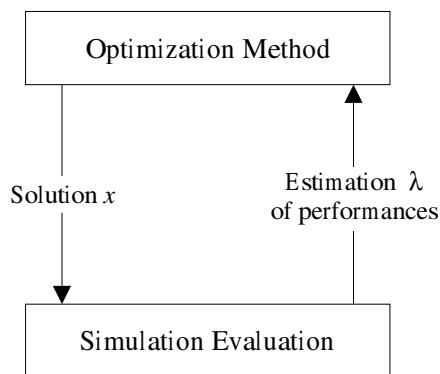 Optimization Method
Solution x
Estimation λ
of performances
Simulation Evaluation